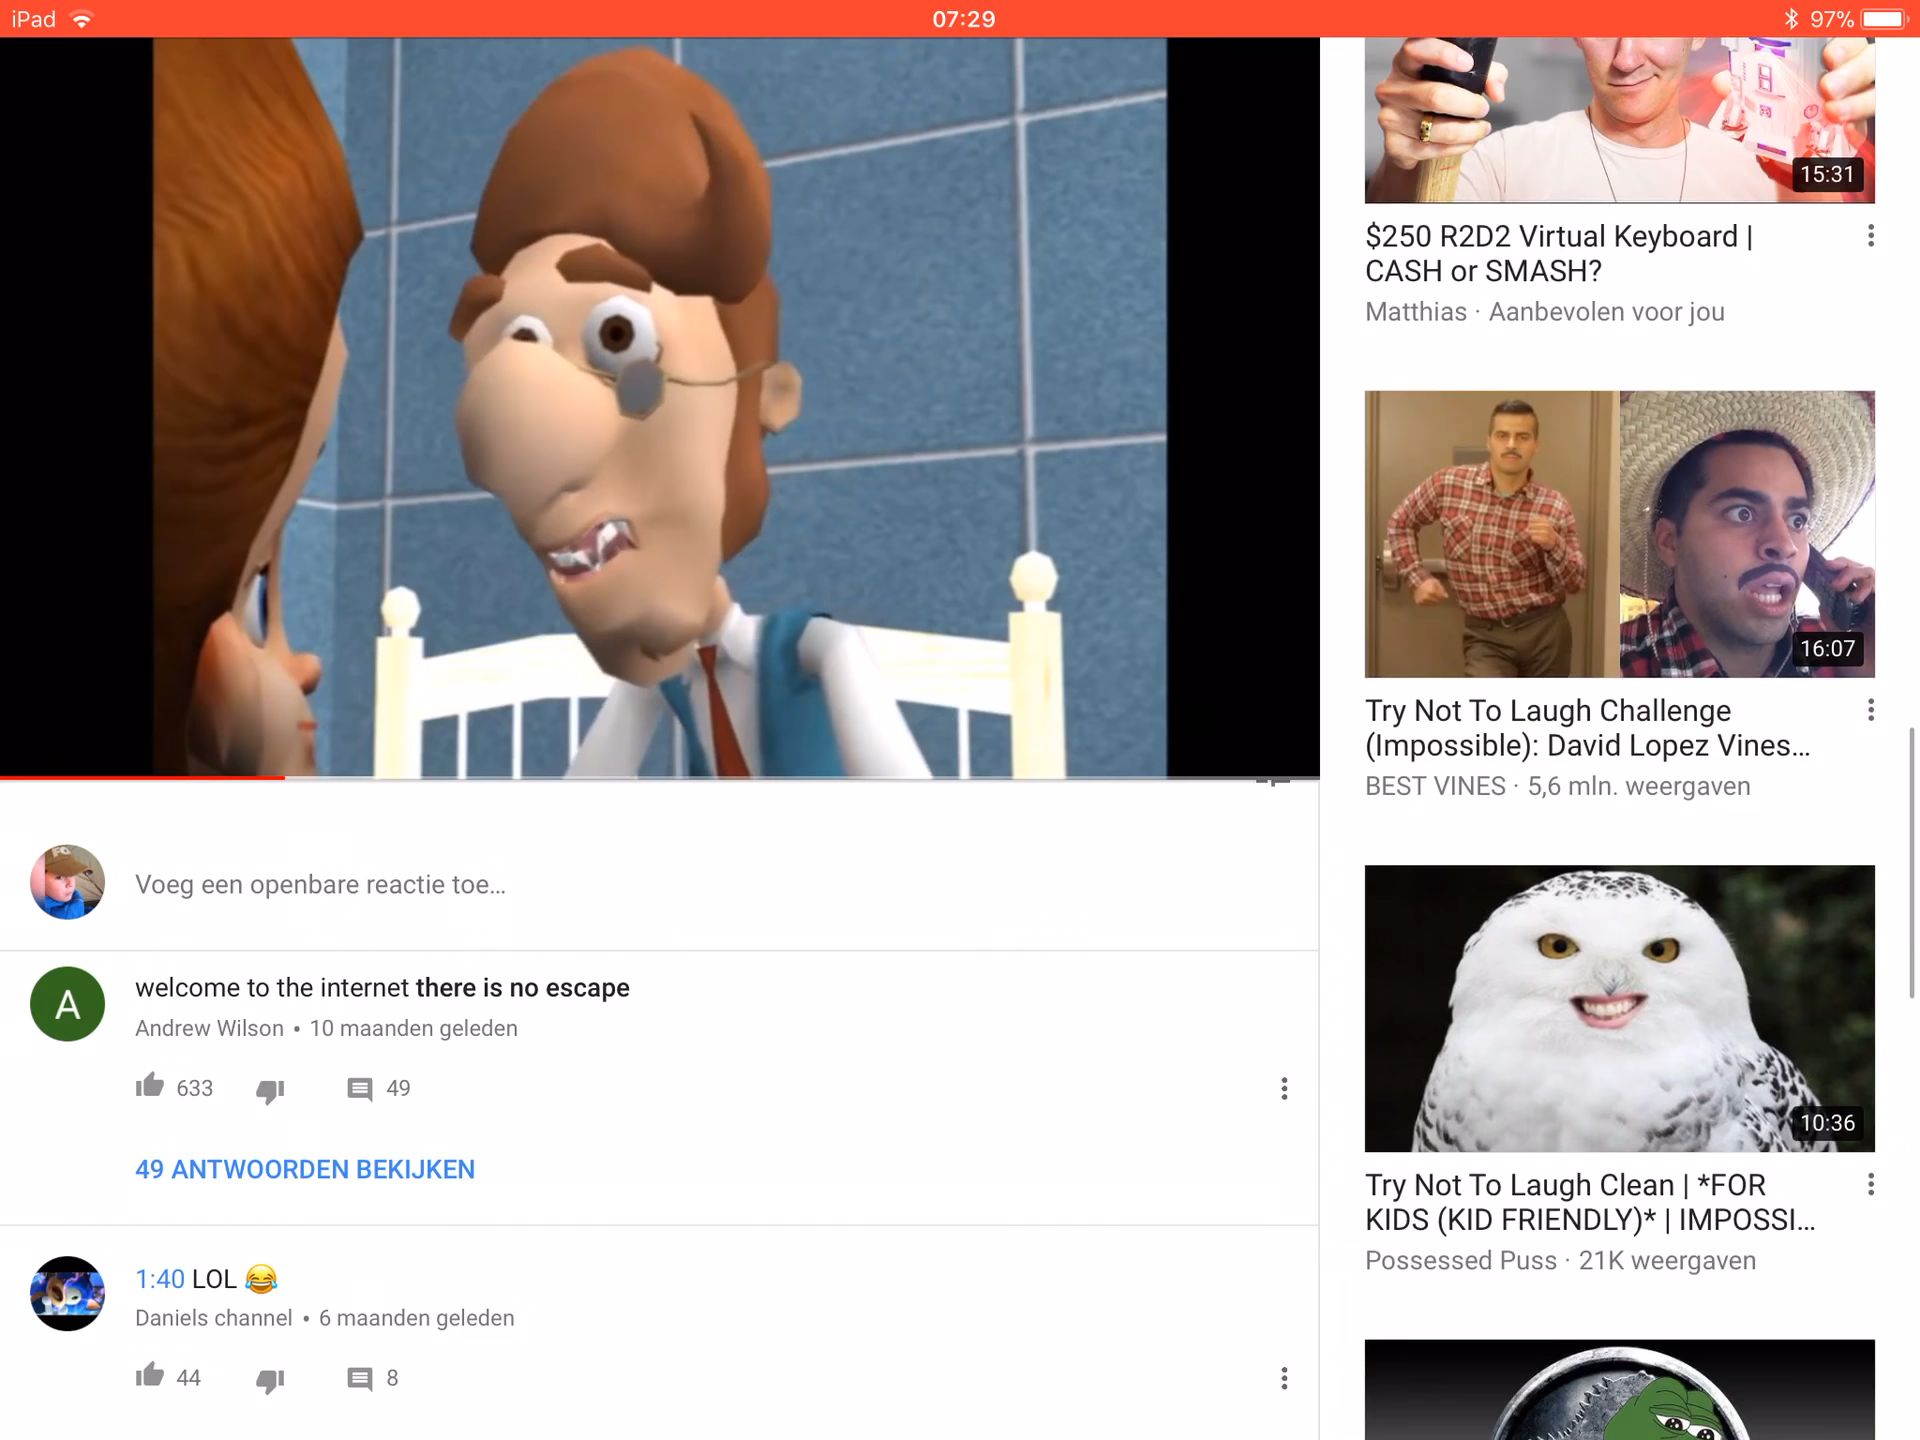 iPad 07:29 97%
15:31
$250 R2D2 Virtual Keyboard |
CASH or SMASH?
Matthias · Aanbevolen voor jou
16:07
Try Not To Laugh Challenge
(Impossible): David Lopez Vines...
BEST VINES · 5,6 mln. weergaven
10:36
Try Not To Laugh Clean | *FOR
KIDS (KID FRIENDLY)* | IMPOSSI...
Possessed Puss · 21K weergaven
Voeg een openbare reactie toe...
A
welcome to the internet there is no escape
Andrew Wilson • 10 maanden geleden
633 49
49 ANTWOORDEN BEKIJKEN
1:40 LOL 😂
Daniels channel • 6 maanden geleden
44 8